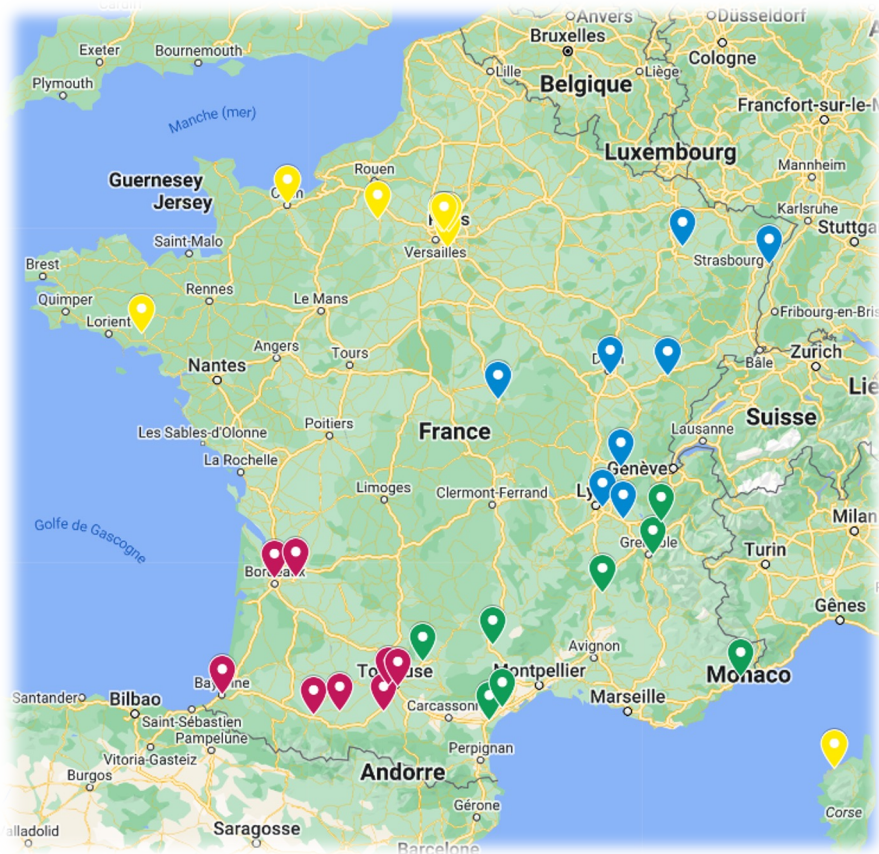 Anvers
Düsseldorf
Bruxelles
Exeter
Bournemouth
Cologne
Lille
Liège
Belgique
Plymouth
Francfort-sur-le-M
Manche (mer)
Luxembourg
Mannheim
Rouen
Guernesey
Jersey
Karlsruhe
Stuttga
Saint-Malo
Versailles
Strasbourg
Brest
Quimper
Rennes
Le Mans
Fribourg-en-Bris
Lorient
Angers
Tours
Zurich
Bâle
Nantes
Lie
Suisse
Poitiers
France
Lausanne
Les Sables-d'Olonne
La Rochelle
Genève
Limoges
Clermont-Ferrand
Ly
Golfe de Gascogne
Milan
Turin
Gênes
Avignon
Montpellier
Monaco
Marseille
Carcassonn
Santander
Bilbao
Saint-Sébastien
Pampelune
Perpignan
Vitoria-Gasteiz
Burgos
Andorre
Gérone
Corse
alladolid
Saragosse
Barcelone